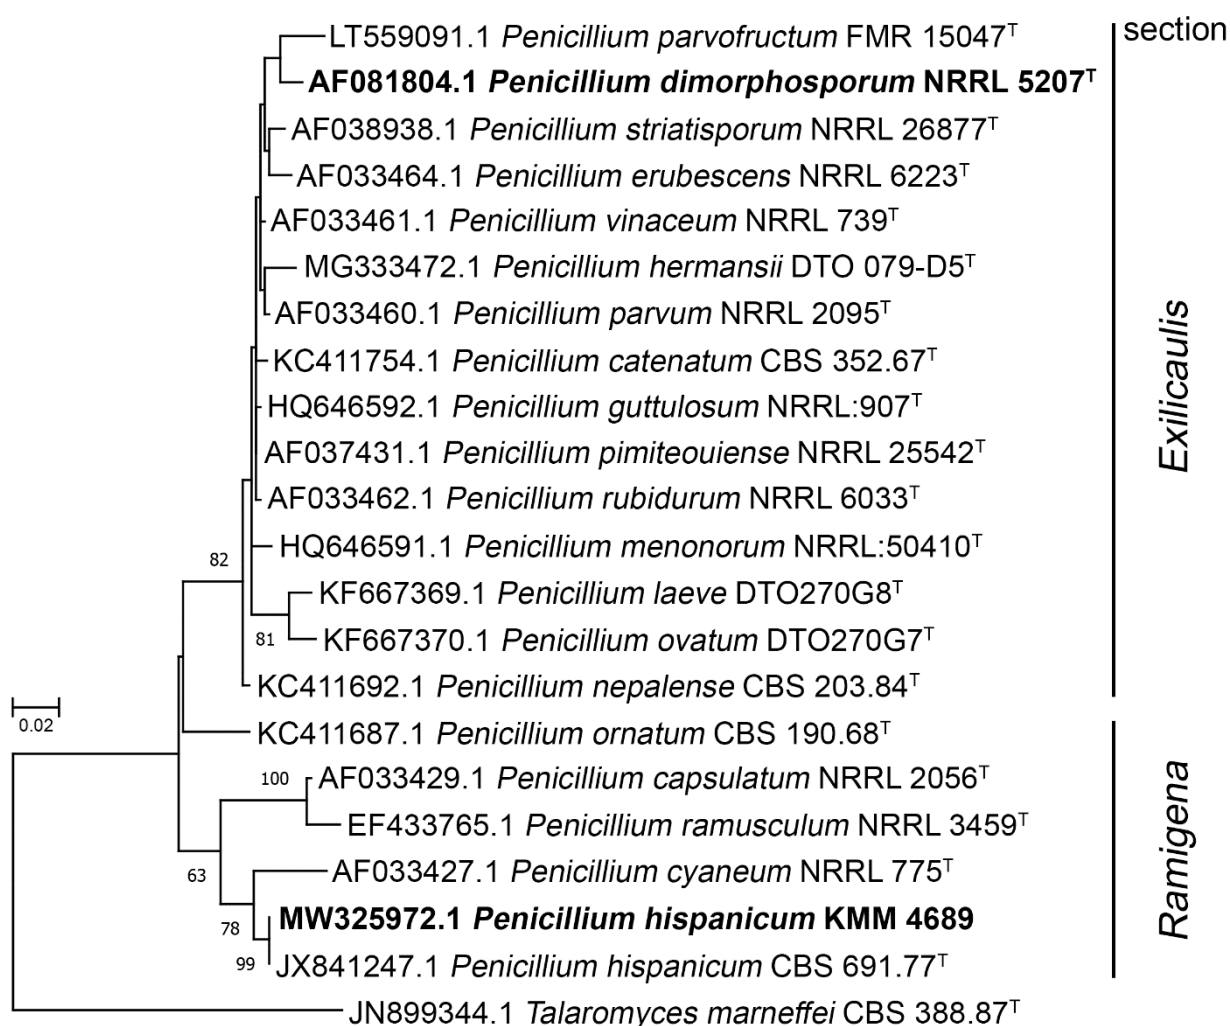 LT559091.1 Penicillium parvofructum FMR 15047ᵀ
section
AF081804.1 Penicillium dimorphosporum NRRL 5207ᵀ
AF038938.1 Penicillium striatisporum NRRL 26877ᵀ
AF033464.1 Penicillium erubescens NRRL 6223ᵀ
AF033461.1 Penicillium vinaceum NRRL 739ᵀ
MG333472.1 Penicillium hermansii DTO 079-D5ᵀ
AF033460.1 Penicillium parvum NRRL 2095ᵀ
KC411754.1 Penicillium catenatum CBS 352.67ᵀ
HQ646592.1 Penicillium guttulosum NRRL:907ᵀ
AF037431.1 Penicillium pimiteouiense NRRL 25542ᵀ
AF033462.1 Penicillium rubidurum NRRL 6033ᵀ
HQ646591.1 Penicillium menonorum NRRL:50410ᵀ
82
KF667369.1 Penicillium laeve DTO270G8ᵀ
81
KF667370.1 Penicillium ovatum DTO270G7ᵀ
KC411692.1 Penicillium nepalense CBS 203.84ᵀ
Exilicaulis
0.02
KC411687.1 Penicillium ornatum CBS 190.68ᵀ
100
AF033429.1 Penicillium capsulatum NRRL 2056ᵀ
EF433765.1 Penicillium ramusculum NRRL 3459ᵀ
63
AF033427.1 Penicillium cyaneum NRRL 775ᵀ
78
MW325972.1 Penicillium hispanicum KMM 4689
99
JX841247.1 Penicillium hispanicum CBS 691.77ᵀ
Ramigena
JN899344.1 Talaromyces marneffei CBS 388.87ᵀ